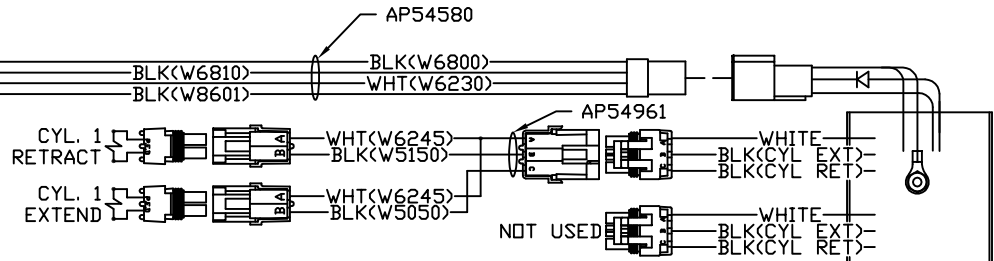 AP54580
BLK(W6800)
BLK(W6810)
WHT(W6230)
BLK(W8601)
AP54961
CYL. 1
RETRACT
A
B
WHT(W6245)
BLK(W5150)
A
B
C
A
B
C
WHITE
BLK(CYL EXT)
BLK(CYL RET)
CYL. 1
EXTEND
A
B
WHT(W6245)
BLK(W5050)
NOT USED
A
B
C
WHITE
BLK(CYL EXT)
BLK(CYL RET)